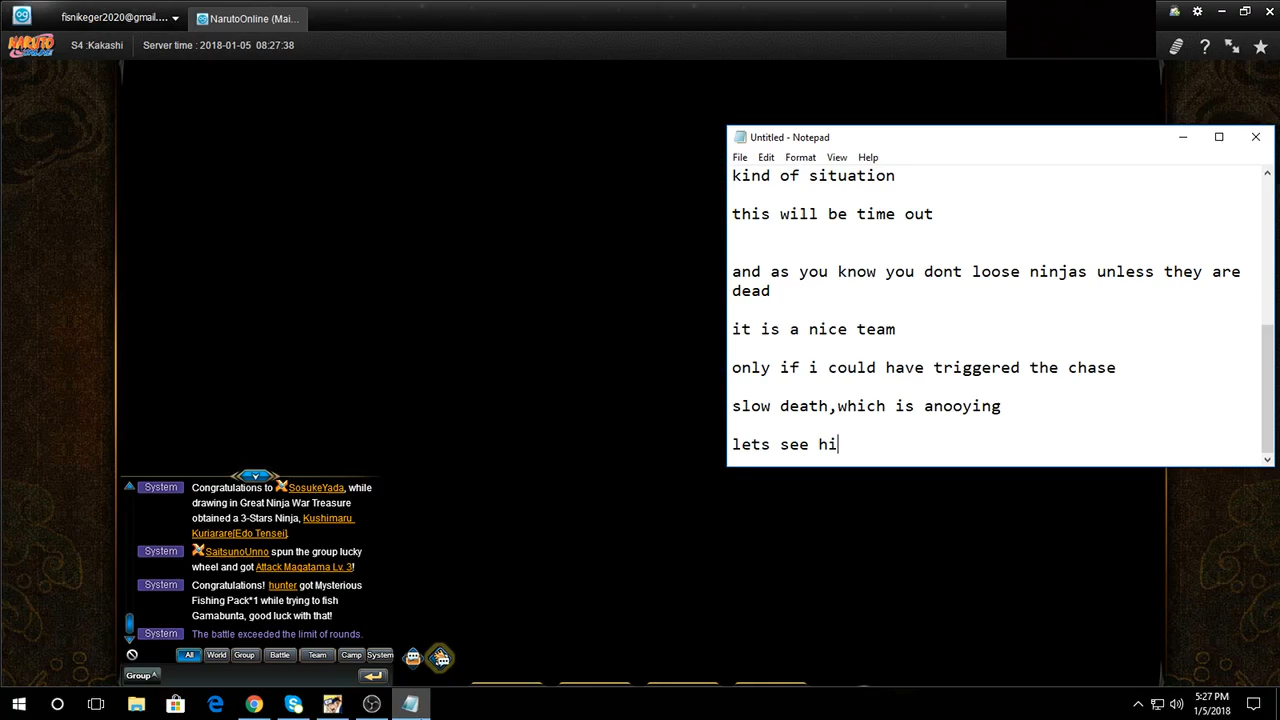 fisnikeger2020@gmail....
NarutoOnline (Mai...
NARUTO
S4 :Kakashi
Server time : 2018-01-05 08:27:38
Untitled - Notepad
File Edit Format View Help
kind of situation
this will be time out
and as you know you dont loose ninjas unless they are
dead
it is a nice team
only if i could have triggered the chase
slow death,which is anooying
lets see hi
System Congratulations to SosukeYada, while
drawing in Great Ninja War Treasure
obtained a 3-Stars Ninja, Kushimaru
Kuriarare[Edo Tensei].
System SaitsunoUnno spun the group lucky
wheel and got Attack Magatama Lv. 3!
System Congratulations! hunter got Mysterious
Fishing Pack*1 while trying to fish
Gamabunta, good luck with that!
System The battle exceeded the limit of rounds.
All World Group Battle Team Camp System
Group
5:27 PM
1/5/2018